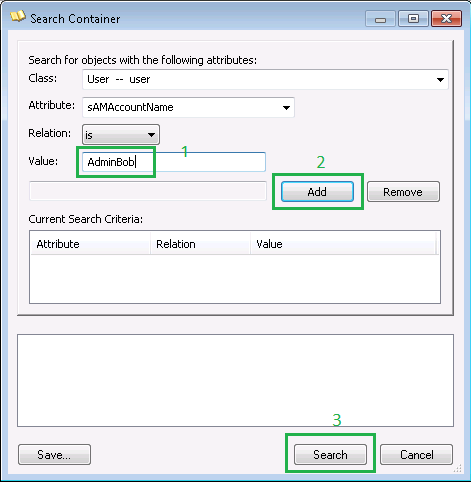 Search Container
Search for objects with the following attributes:
Class: User -- user
Attribute: sAMAccountName
Relation: is
Value: AdminBob 1
2
Add Remove
Current Search Criteria:
Attribute Relation Value
3
Save... Search Cancel